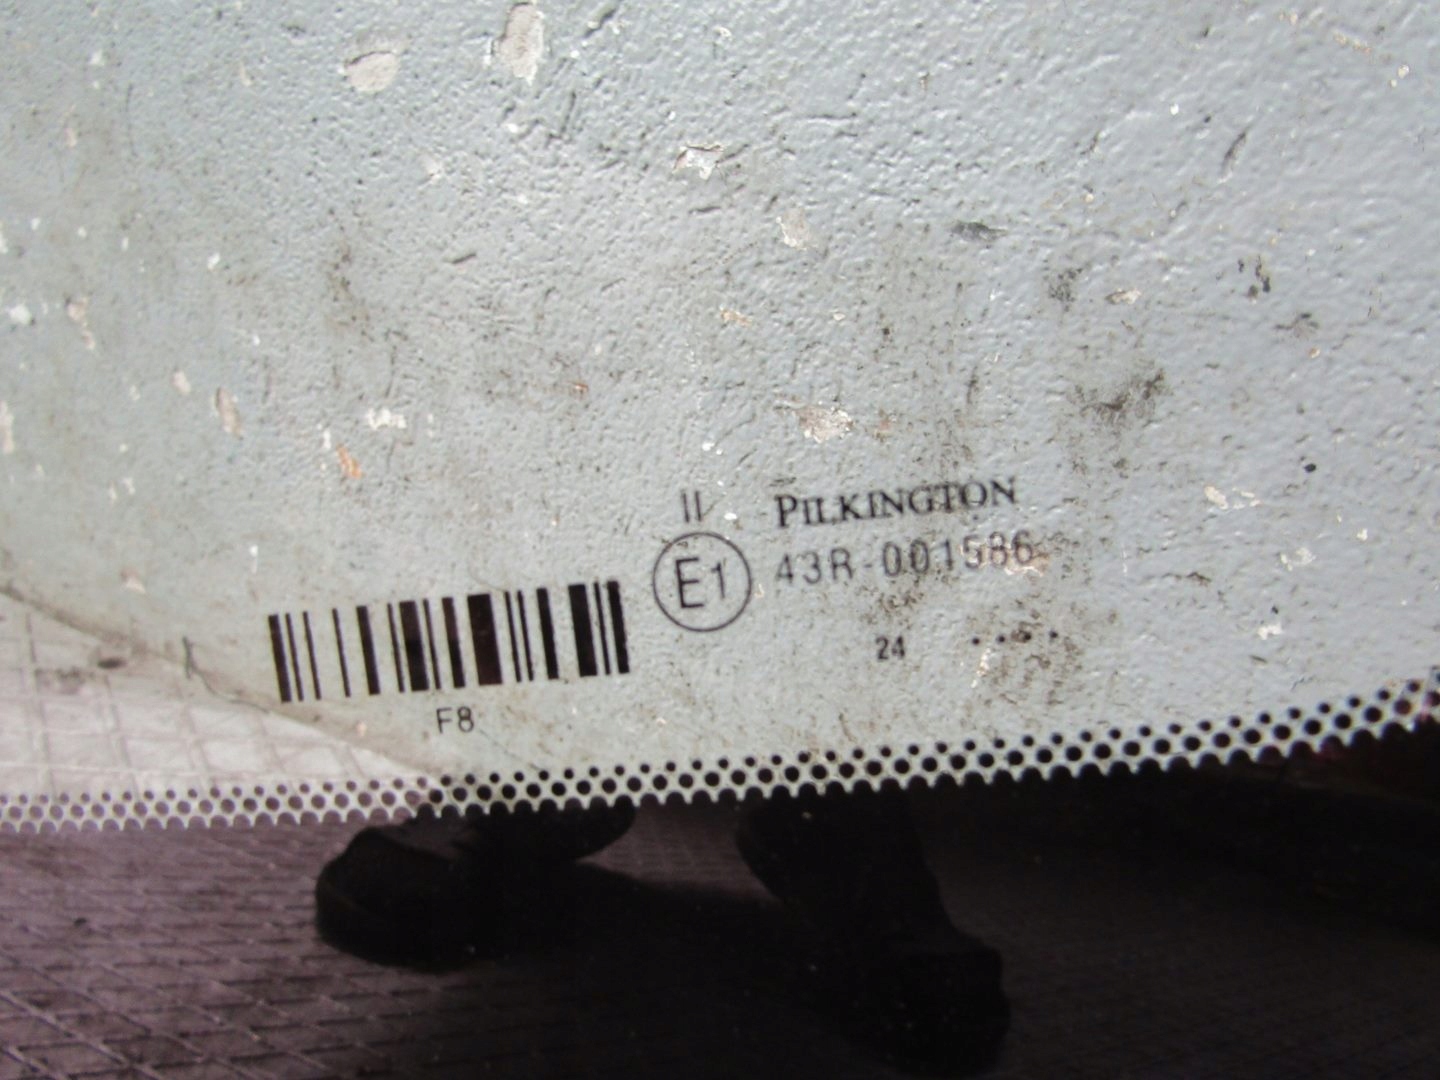 II PILKINGTON
E1 43R-001586
24 ....
F8